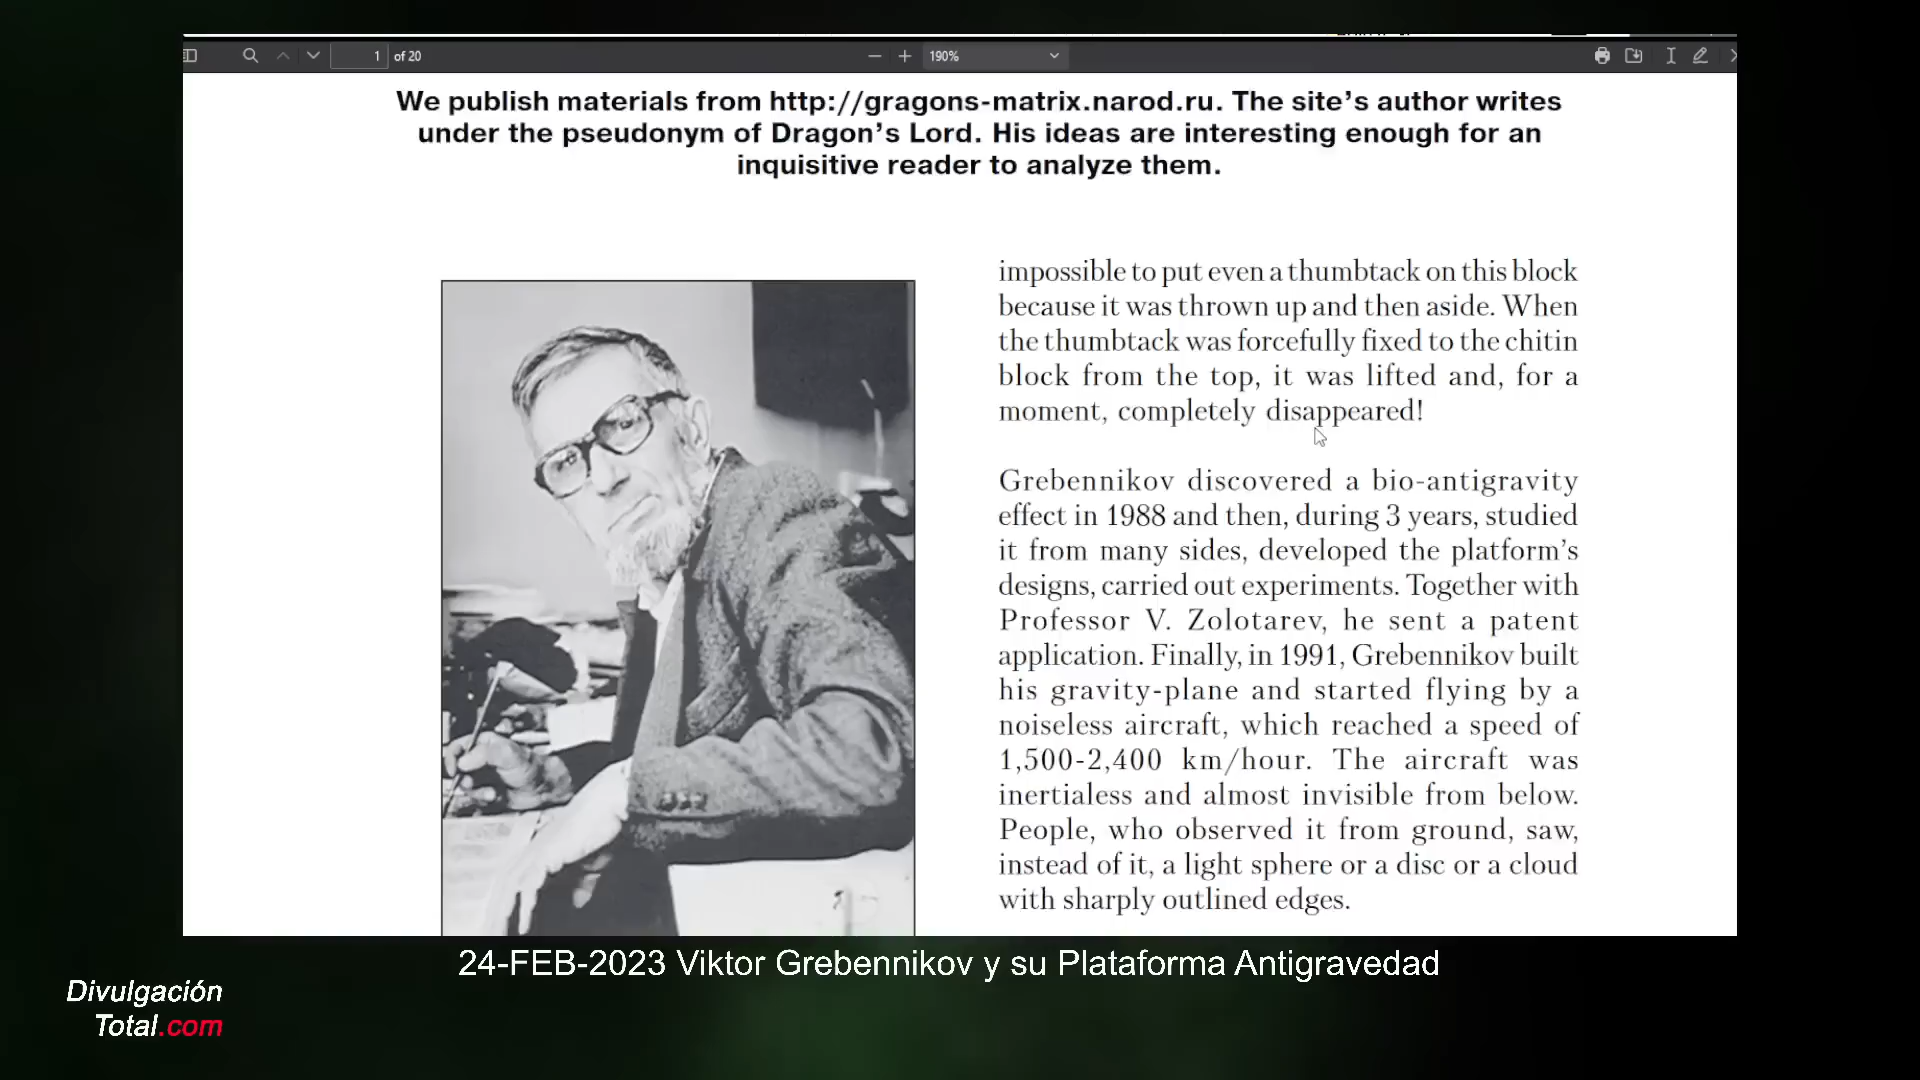 1 of 20
190%
We publish materials from http://gragons-matrix.narod.ru. The site's author writes
under the pseudonym of Dragon's Lord. His ideas are interesting enough for an
inquisitive reader to analyze them.
impossible to put even a thumbtack on this block
because it was thrown up and then aside. When
the thumbtack was forcefully fixed to the chitin
block from the top, it was lifted and, for a
moment, completely disappeared!
Grebennikov discovered a bio-antigravity
effect in 1988 and then, during 3 years, studied
it from many sides, developed the platform's
designs, carried out experiments. Together with
Professor V. Zolotarev, he sent a patent
application. Finally, in 1991, Grebennikov built
his gravity-plane and started flying by a
noiseless aircraft, which reached a speed of
1,500-2,400 km/hour. The aircraft was
inertialess and almost invisible from below.
People, who observed it from ground, saw,
instead of it, a light sphere or a disc or a cloud
with sharply outlined edges.
24-FEB-2023 Viktor Grebennikov y su Plataforma Antigravedad
Divulgación
Total.com